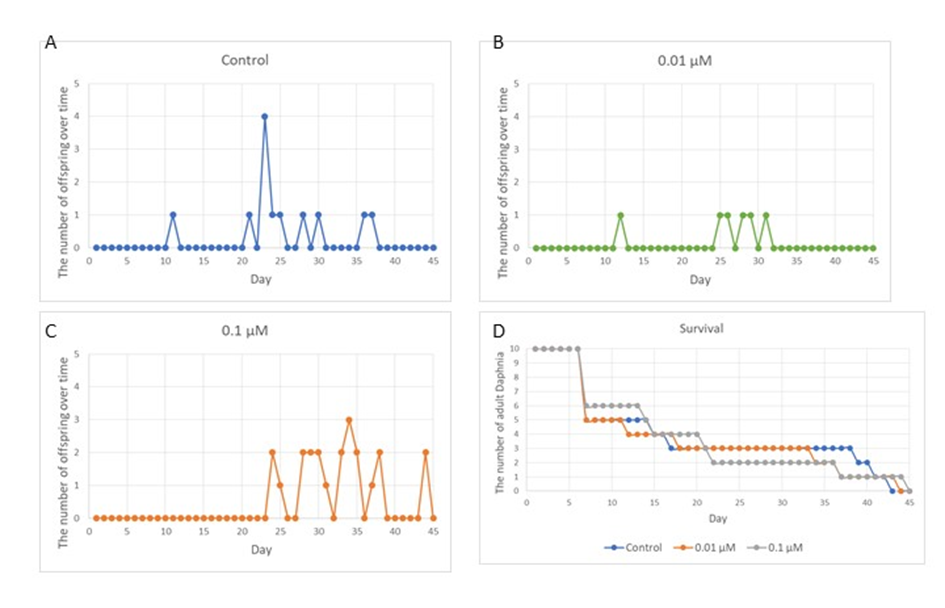 A
Control
The number of offspring over time
5
4
3
2
1
0
0 5 10 15 20 25 30 35 40 45
Day
B
0.01 µM
The number of offspring over time
5
4
3
2
1
0
0 5 10 15 20 25 30 35 40 45
Day
C
0.1 µM
The number of offspring over time
5
4
3
2
1
0
0 5 10 15 20 25 30 35 40 45
Day
D
Survival
The number of adult Daphnia
10
9
8
7
6
5
4
3
2
1
0
0 5 10 15 20 25 30 35 40 45
Day
Control 0.01 µM 0.1 µM